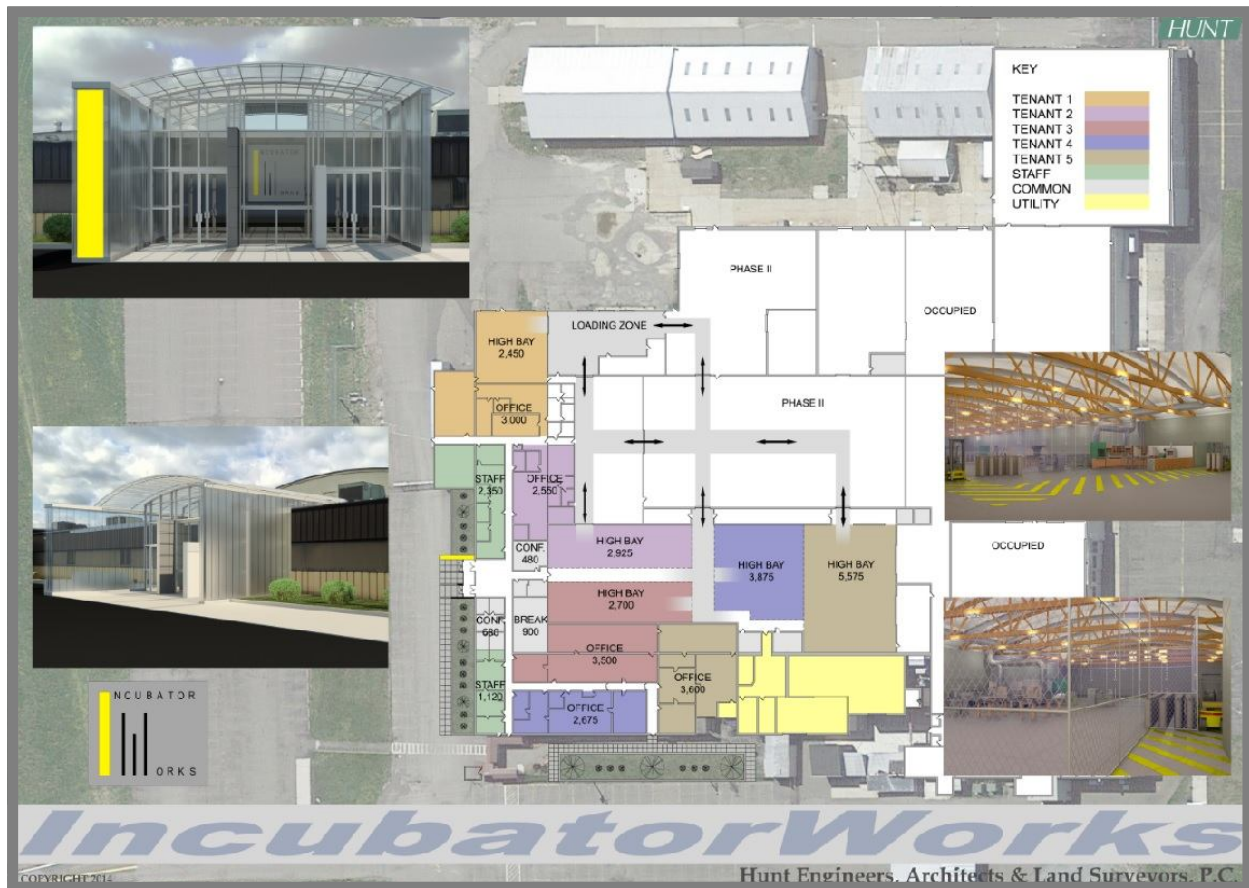 HUNT
KEY
TENANT 1
TENANT 2
TENANT 3
TENANT 4
TENANT 5
STAFF
COMMON
UTILITY
NCUBATOR
ORKS
PHASE II
OCCUPIED
LOADING ZONE
HIGH BAY
2,450
PHASE II
OFFICE
3,000
STAFF
2,350
OFFICE
2,550
CONF.
480
HIGH BAY
2,925
HIGH BAY
3,875
HIGH BAY
5,575
OCCUPIED
HIGH BAY
2,700
CONF.
680
BREAK
900
OFFICE
3,500
OFFICE
3,600
STAFF
1,120
OFFICE
2,675
NCUBATOR
ORKS
IncubatorWorks
COPYRIGHT 2014
Hunt Engineers, Architects & Land Surveyors, P.C.